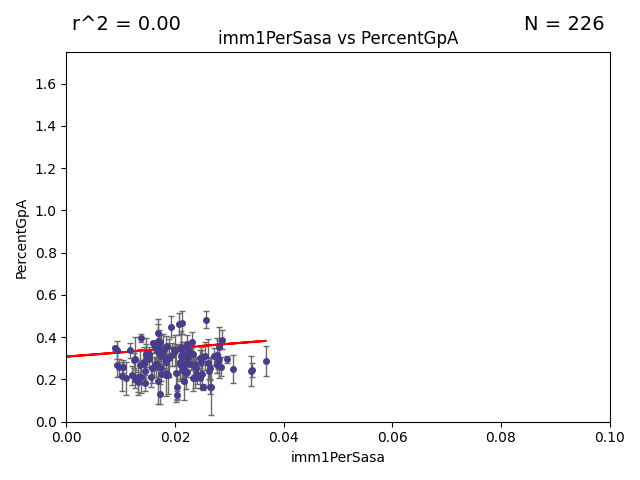 r^2 = 0.00
N = 226
imm1PerSasa vs PercentGpA
PercentGpA
1.6
1.4
1.2
1.0
0.8
0.6
0.4
0.2
0.0
0.00 0.02 0.04 0.06 0.08 0.10
imm1PerSasa